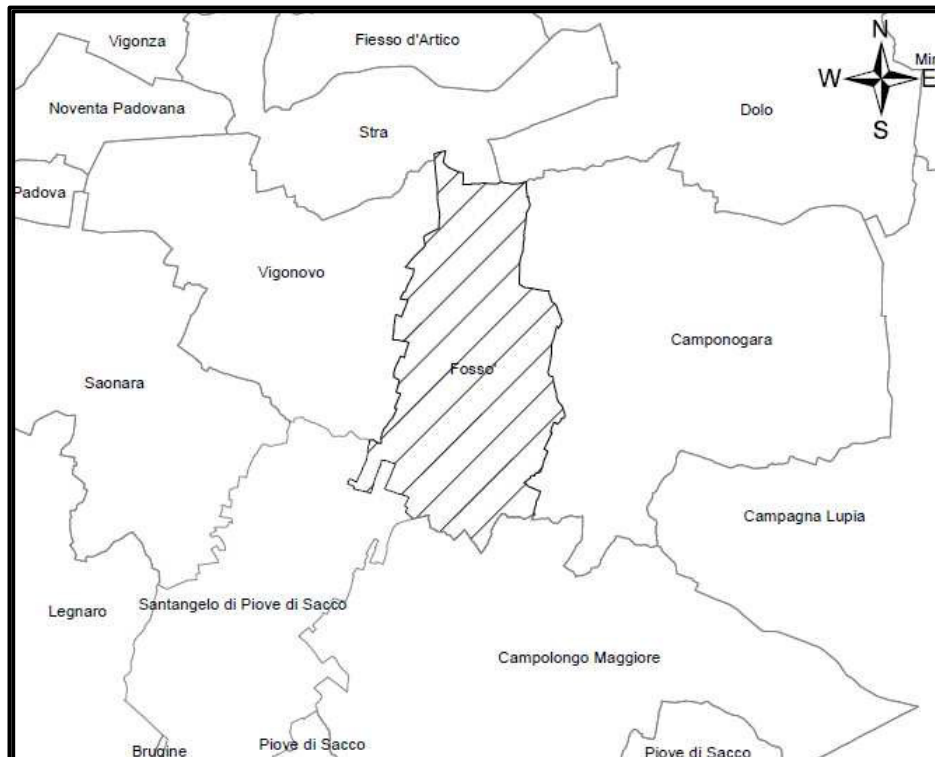 Vigonza
Fiesso d'Artico
N
Mir
W
E
Noventa Padovana
Dolo
Stra
S
Padova
Vigonovo
Camponogara
Fosso'
Saonara
Campagna Lupia
Santangelo di Piove di Sacco
Legnaro
Campolongo Maggiore
Brugine
Piove di Sacco
Piove di Sacco